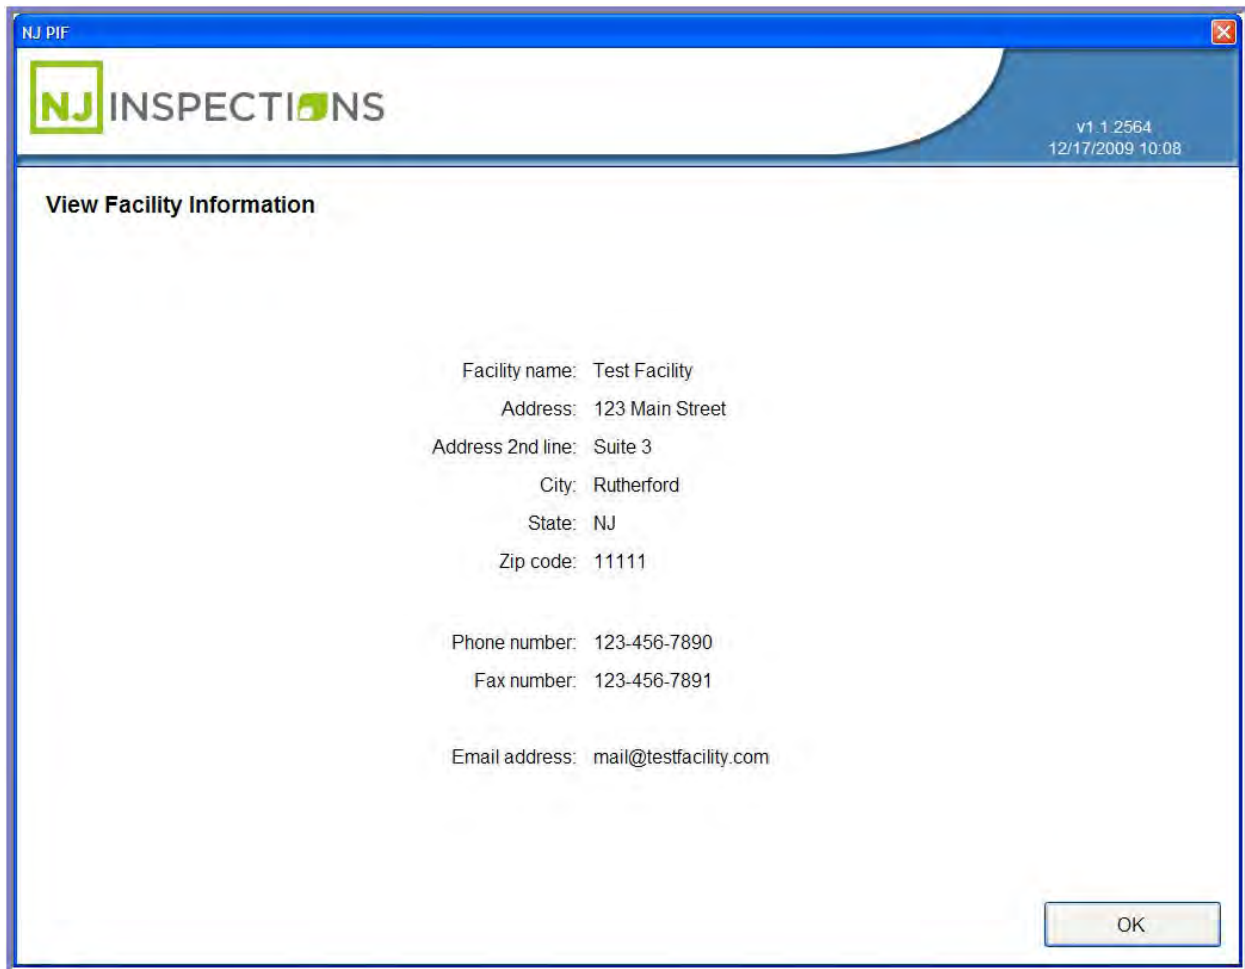 NJ PIF
NJ INSPECTIONS
v1.1.2564
12/17/2009 10:08
View Facility Information
Facility name: Test Facility
Address: 123 Main Street
Address 2nd line: Suite 3
City: Rutherford
State: NJ
Zip code: 11111
Phone number: 123-456-7890
Fax number: 123-456-7891
Email address: mail@testfacility.com
OK